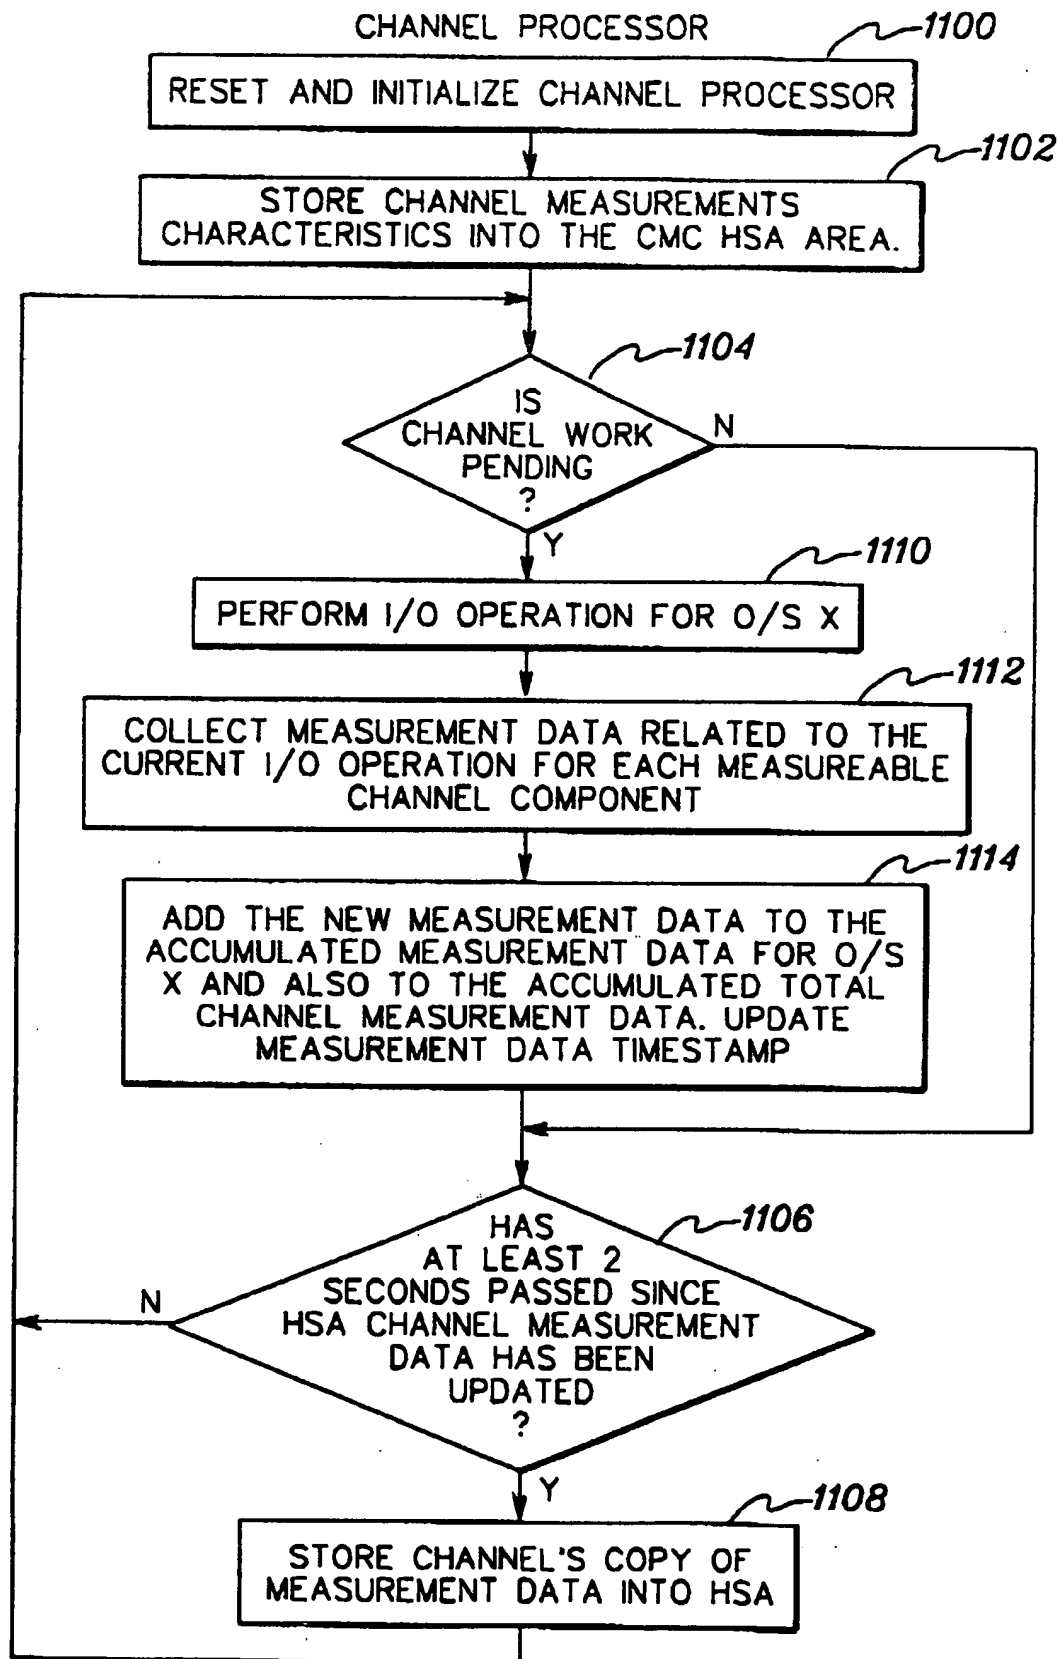 CHANNEL PROCESSOR
1100
RESET AND INITIALIZE CHANNEL PROCESSOR
1102
STORE CHANNEL MEASUREMENTS
CHARACTERISTICS INTO THE CMC HSA AREA.
1104
IS
CHANNEL WORK
PENDING
?
N
Y
1110
PERFORM I/O OPERATION FOR O/S X
1112
COLLECT MEASUREMENT DATA RELATED TO THE
CURRENT I/O OPERATION FOR EACH MEASUREABLE
CHANNEL COMPONENT
1114
ADD THE NEW MEASUREMENT DATA TO THE
ACCUMULATED MEASUREMENT DATA FOR O/S
X AND ALSO TO THE ACCUMULATED TOTAL
CHANNEL MEASUREMENT DATA. UPDATE
MEASUREMENT DATA TIMESTAMP
1106
HAS
AT LEAST 2
SECONDS PASSED SINCE
HSA CHANNEL MEASUREMENT
DATA HAS BEEN
UPDATED
?
N
Y
1108
STORE CHANNEL'S COPY OF
MEASUREMENT DATA INTO HSA